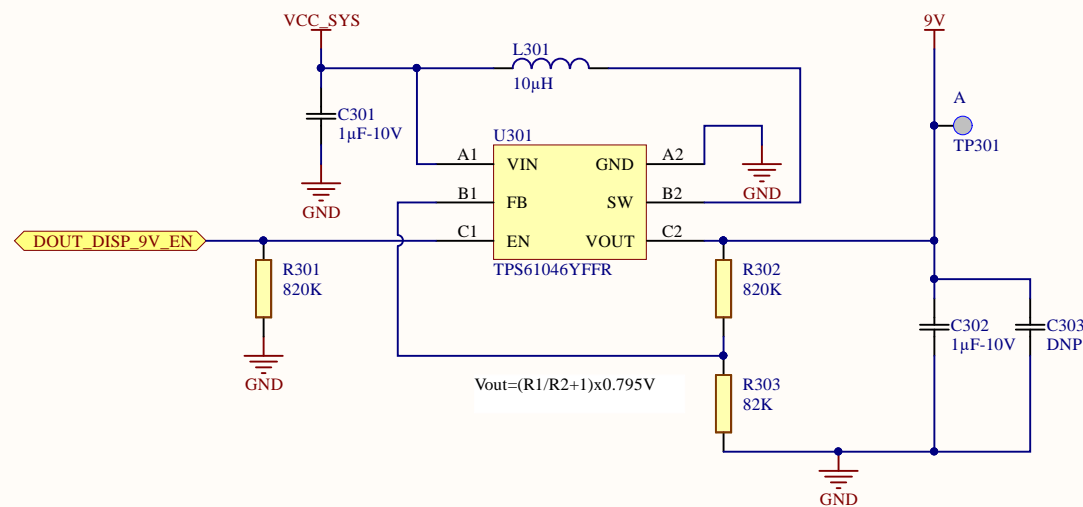 VCC_SYS
9V
L301
10µH
A
TP301
C301
1µF-10V
GND
U301
A1
VIN
GND
A2
GND
B1
FB
SW
B2
DOUT_DISP_9V_EN
C1
EN
VOUT
C2
TPS61046YFFR
R301
820K
GND
R302
820K
C302
1µF-10V
C303
DNP
Vout=(R1/R2+1)x0.795V
R303
82K
GND